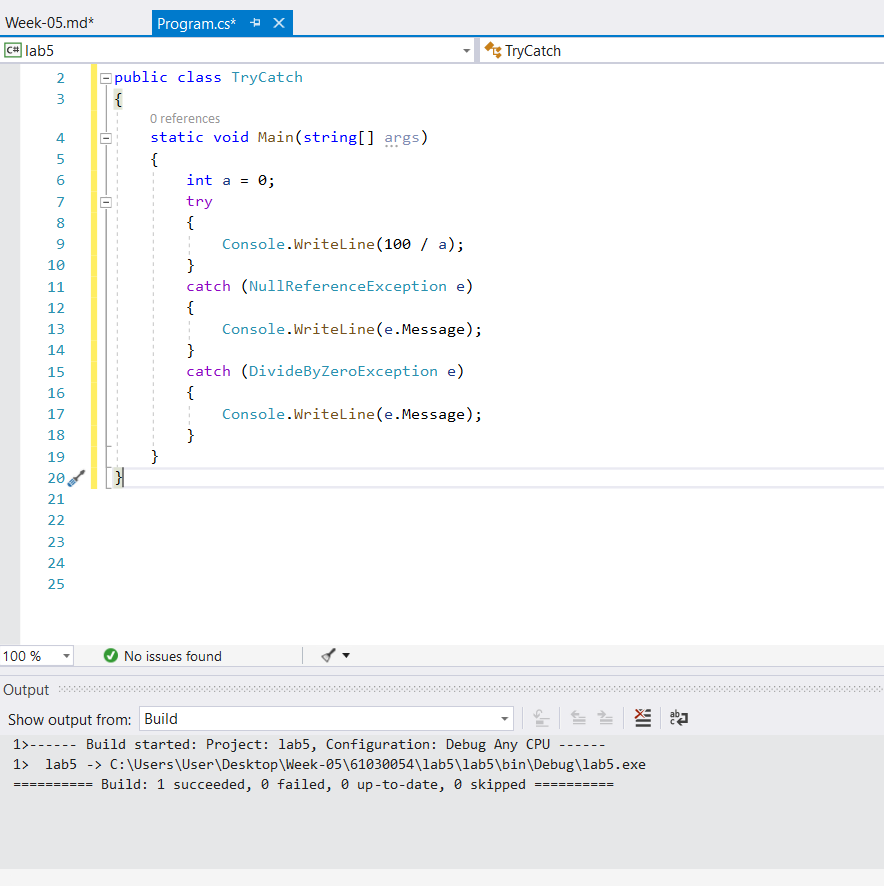 Week-05.md* Program.cs*
C# lab5 TryCatch
2 public class TryCatch
3 {
0 references
4 static void Main(string[] args)
5 {
6 int a = 0;
7 try
8 {
9 Console.WriteLine(100 / a);
10 }
11 catch (NullReferenceException e)
12 {
13 Console.WriteLine(e.Message);
14 }
15 catch (DivideByZeroException e)
16 {
17 Console.WriteLine(e.Message);
18 }
19 }
20 }
21
22
23
24
25
100 % No issues found
Output
Show output from: Build
1>------ Build started: Project: lab5, Configuration: Debug Any CPU ------
1>  lab5 -> C:\Users\User\Desktop\Week-05\61030054\lab5\lab5\bin\Debug\lab5.exe
========== Build: 1 succeeded, 0 failed, 0 up-to-date, 0 skipped ==========